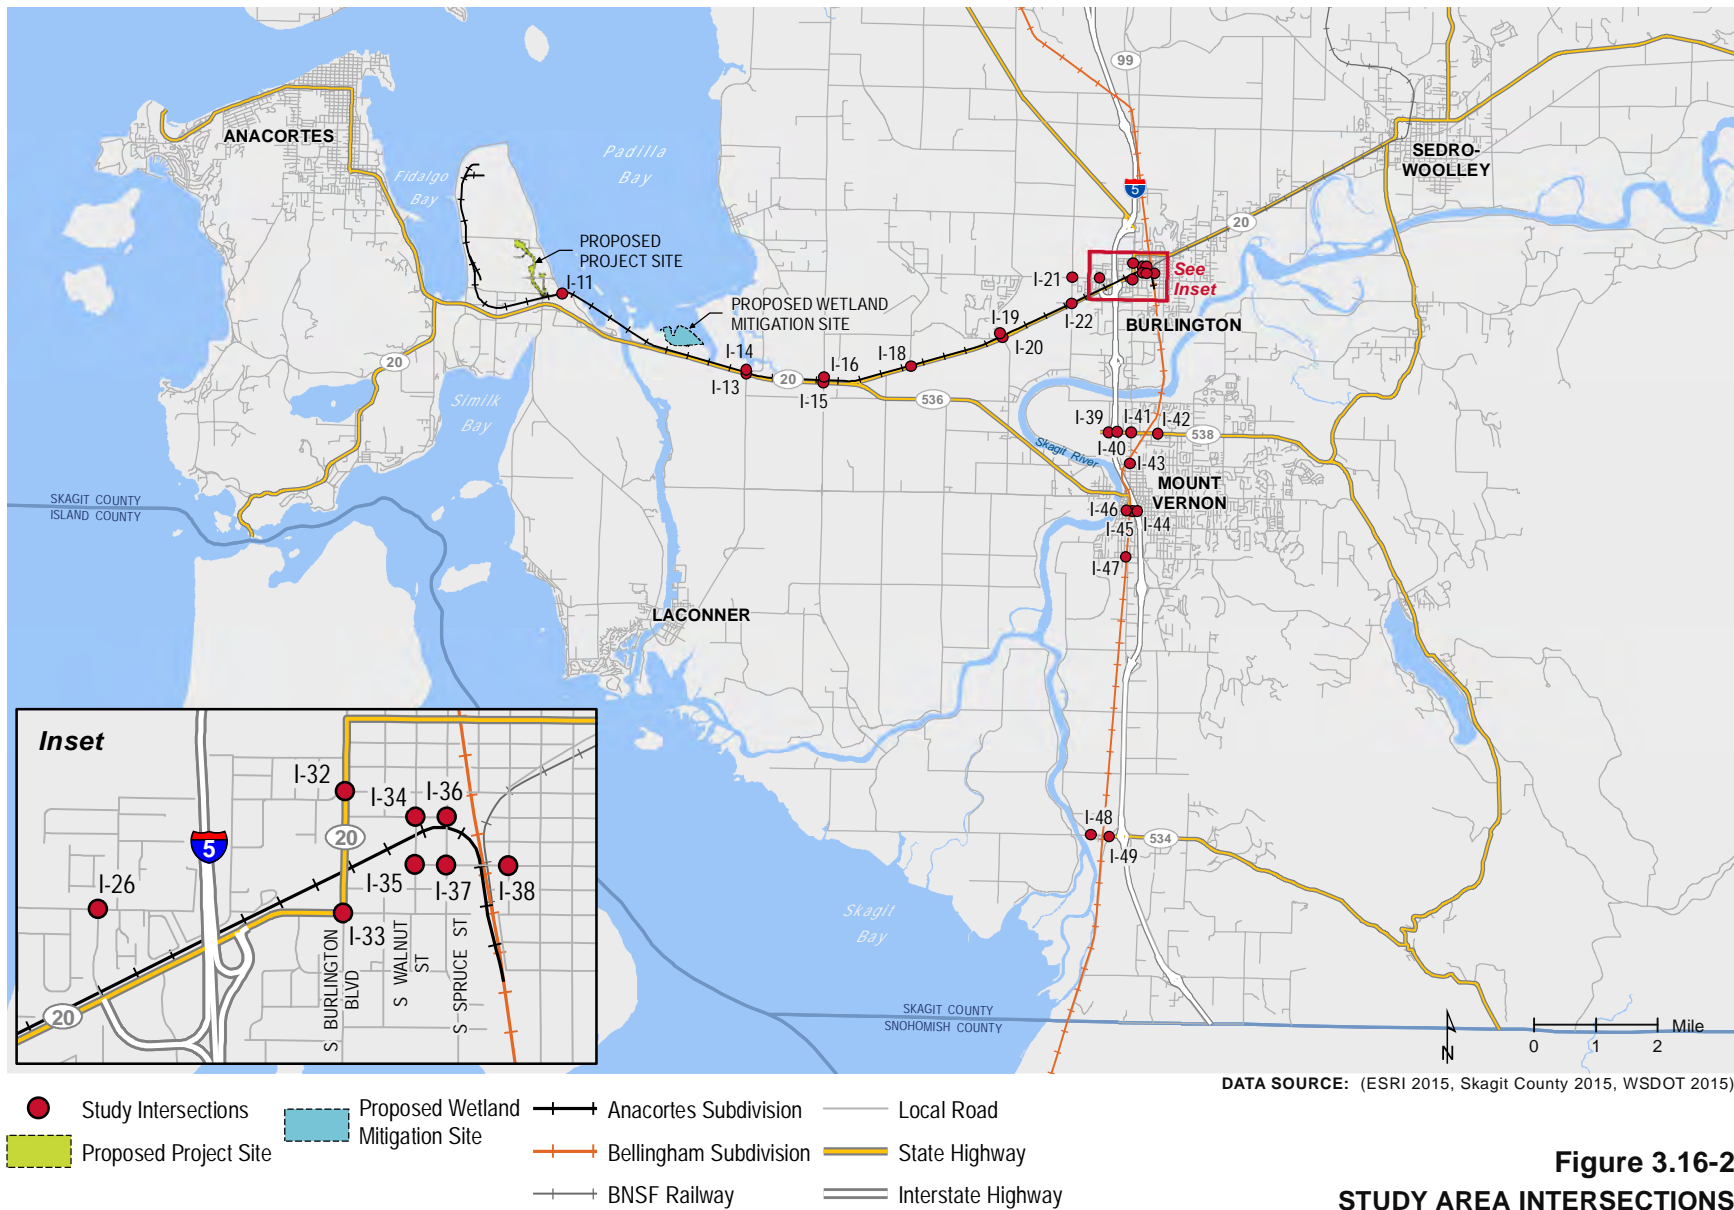 99
ANACORTES
Padilla
Bay
SEDRO-
WOOLLEY
Fidalgo
Bay
5
20
PROPOSED
PROJECT SITE
I-21
See
Inset
I-11
PROPOSED WETLAND
MITIGATION SITE
I-22
BURLINGTON
I-19
I-20
I-14
I-16
I-18
20
I-13
20
I-15
536
Similk
Bay
I-39
I-41
I-42
538
I-40
Skagit River
I-43
MOUNT
VERNON
SKAGIT COUNTY
ISLAND COUNTY
I-46
I-44
I-45
I-47
LACONNER
Inset
I-32
I-34
I-36
20
5
I-26
I-35
I-37
I-38
I-33
S BURLINGTON
BLVD
S WALNUT
ST
S SPRUCE ST
20
I-48
534
I-49
Skagit
Bay
SKAGIT COUNTY
SNOHOMISH COUNTY
N
Mile
0 1 2
DATA SOURCE: (ESRI 2015, Skagit County 2015, WSDOT 2015)
Study Intersections
Proposed Project Site
Proposed Wetland
Mitigation Site
Anacortes Subdivision
Bellingham Subdivision
BNSF Railway
Local Road
State Highway
Interstate Highway
Figure 3.16-2
STUDY AREA INTERSECTIONS